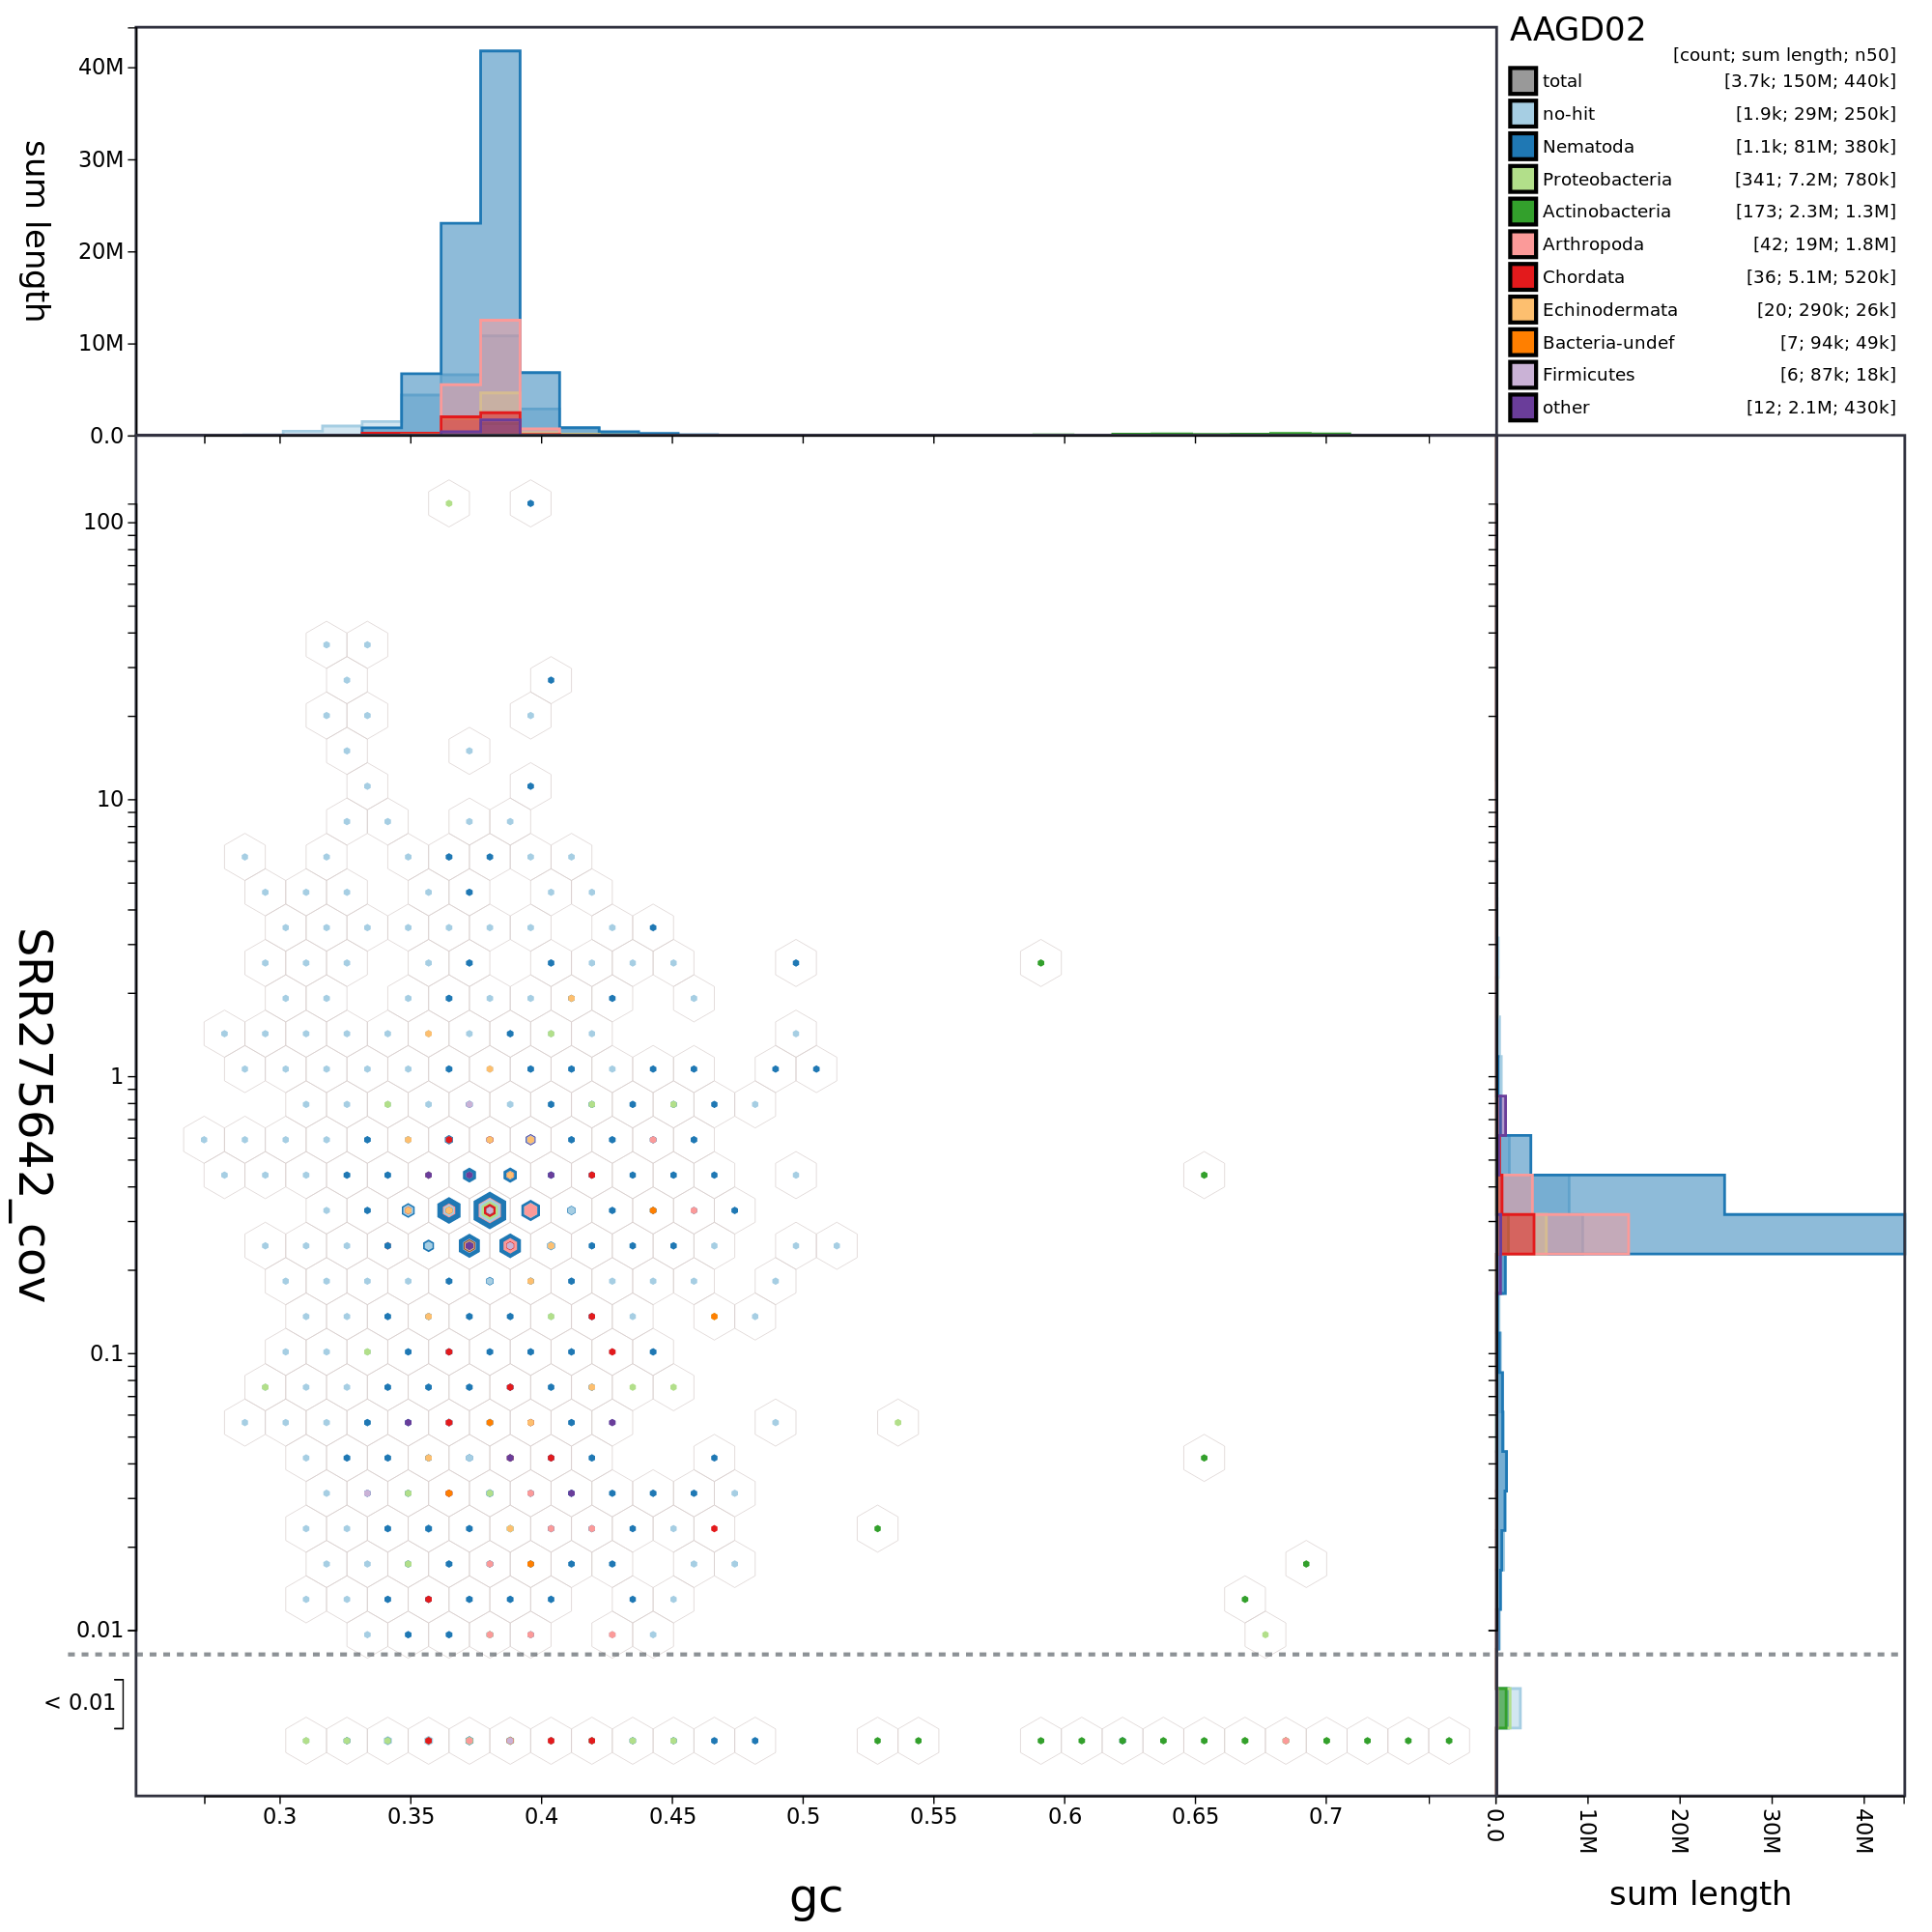 AAGD02
[count; sum length; n50]
total [3.7k; 150M; 440k]
no-hit [1.9k; 29M; 250k]
Nematoda [1.1k; 81M; 380k]
Proteobacteria [341; 7.2M; 780k]
Actinobacteria [173; 2.3M; 1.3M]
Arthropoda [42; 19M; 1.8M]
Chordata [36; 5.1M; 520k]
Echinodermata [20; 290k; 26k]
Bacteria-undef [7; 94k; 49k]
Firmicutes [6; 87k; 18k]
other [12; 2.1M; 430k]
sum length
40M
30M
20M
10M
0.0
SRR275642_cov
100
10
1
0.1
0.01
< 0.01
0.3 0.35 0.4 0.45 0.5 0.55 0.6 0.65 0.7
gc
0.0 10M 20M 30M 40M
sum length